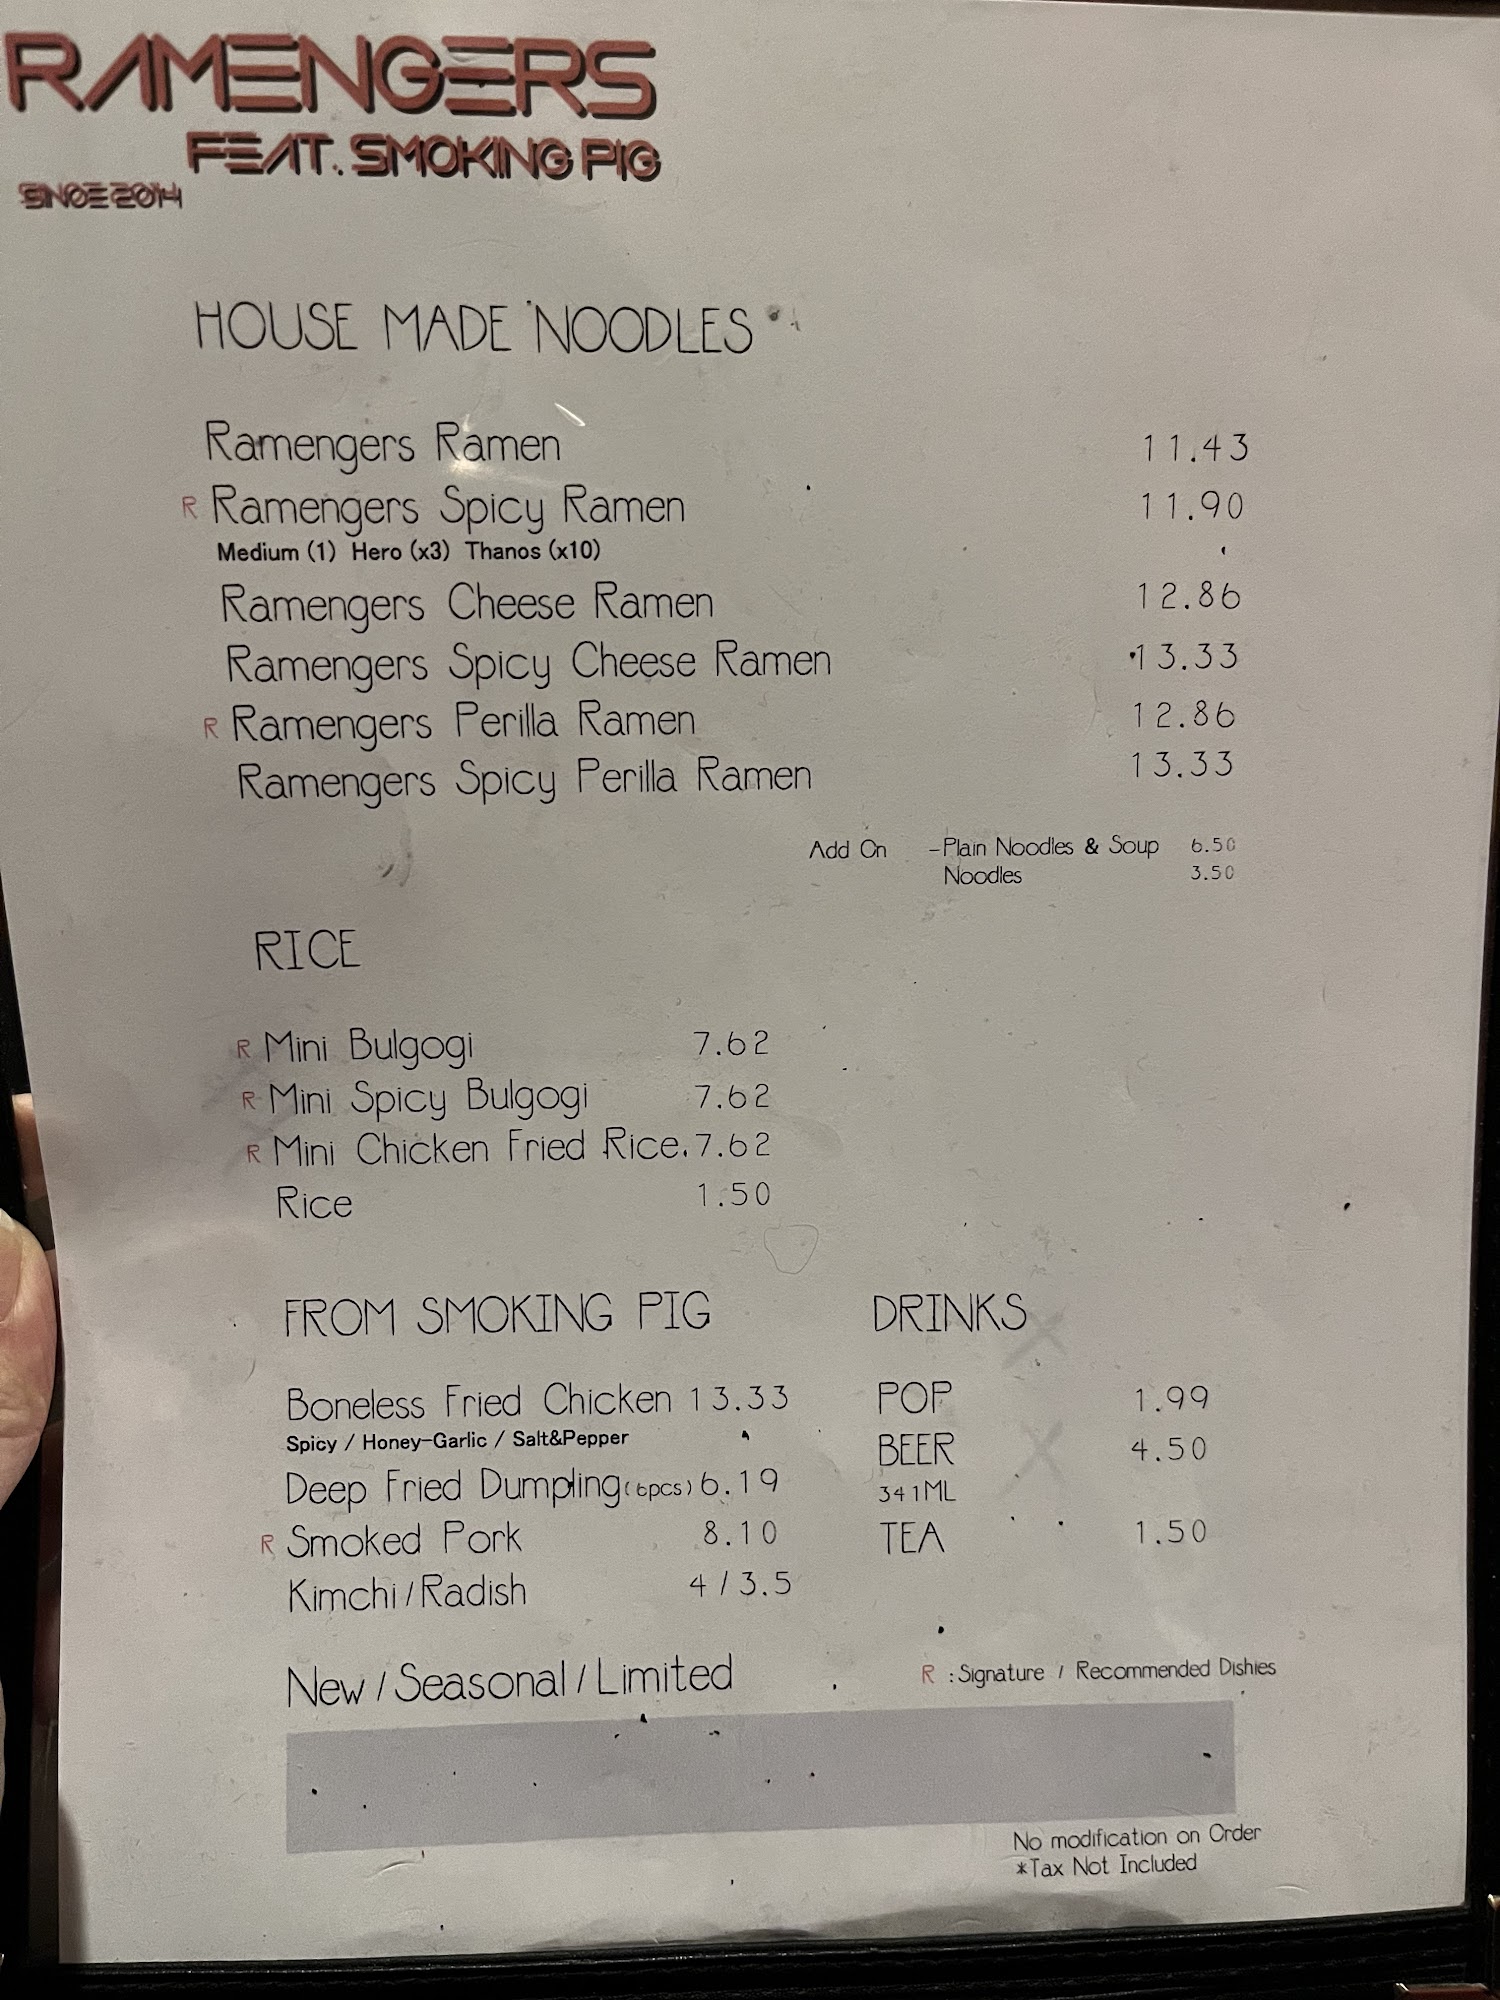 RAMENGERS
FEAT. SMOKING PIG
SINCE 2014
HOUSE MADE NOODLES
Ramengers Ramen 11.43
R Ramengers Spicy Ramen 11.90
Medium (1) Hero (x3) Thanos (x10)
Ramengers Cheese Ramen 12.86
Ramengers Spicy Cheese Ramen 13.33
R Ramengers Perilla Ramen 12.86
Ramengers Spicy Perilla Ramen 13.33
Add On -Plain Noodles & Soup 6.50
Noodles 3.50
RICE
R Mini Bulgogi 7.62
R Mini Spicy Bulgogi 7.62
R Mini Chicken Fried Rice 7.62
Rice 1.50
FROM SMOKING PIG
Boneless Fried Chicken 13.33
Spicy / Honey-Garlic / Salt&Pepper
Deep Fried Dumpling(6pcs) 6.19
R Smoked Pork 8.10
Kimchi/Radish 4/3.5
DRINKS
POP 1.99
BEER 4.50
341ML
TEA 1.50
New/Seasonal/Limited
R :Signature / Recommended Dishies
No modification on Order
*Tax Not Included